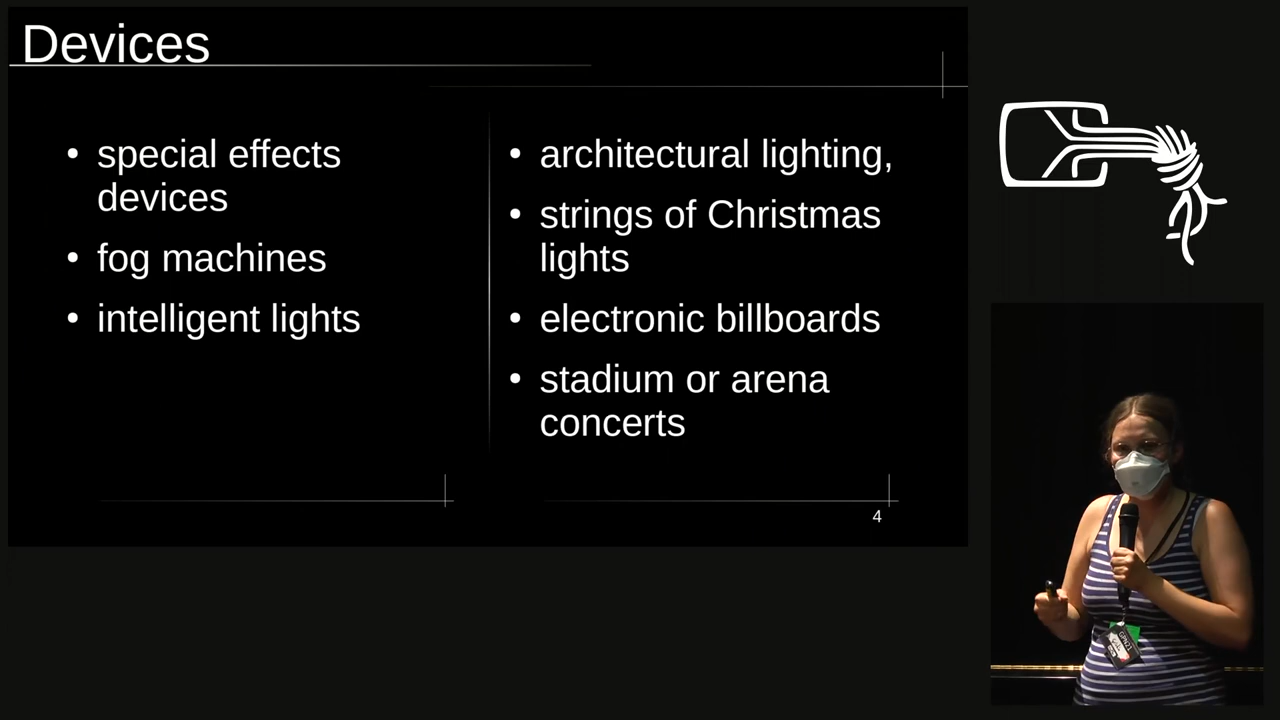 Devices
• special effects
devices
• fog machines
• intelligent lights
• architectural lighting,
• strings of Christmas
lights
• electronic billboards
• stadium or arena
concerts
4
GPN21